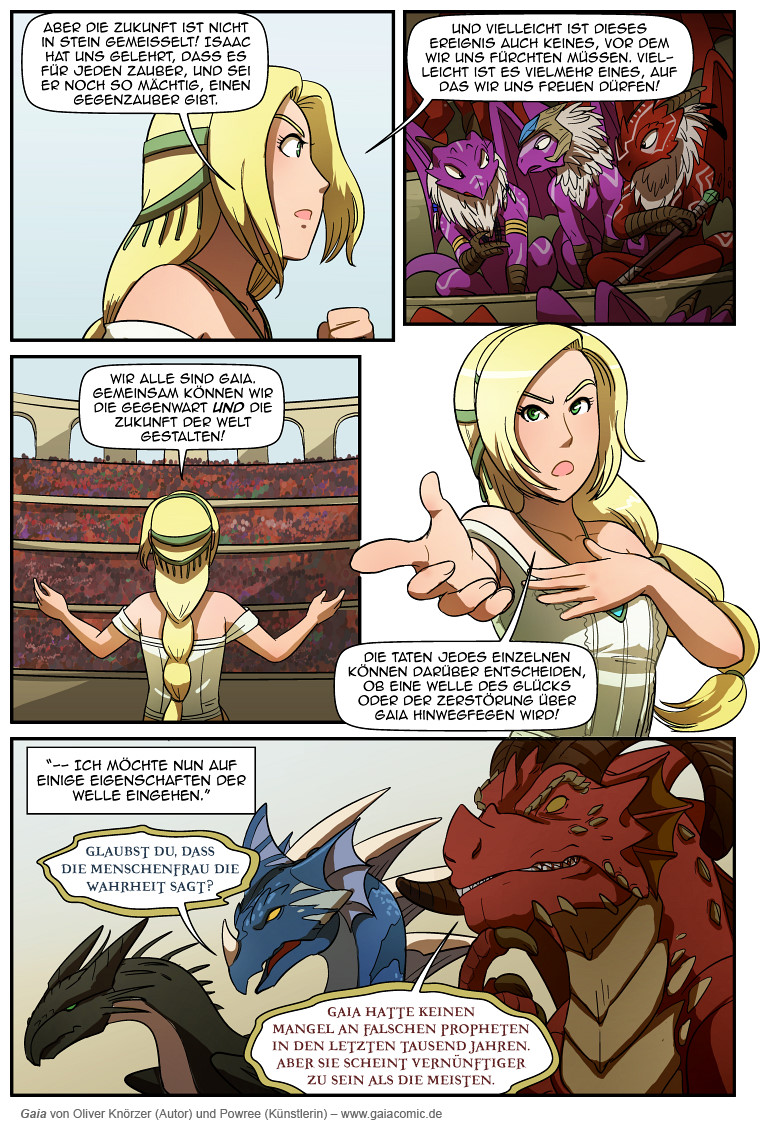 ABER DIE ZUKUNFT IST NICHT
IN STEIN GEMEISSELT! ISAAC
HAT UNS GELEHRT, DASS ES
FÜR JEDEN ZAUBER, UND SEI
ER NOCH SO MÄCHTIG, EINEN
GEGENZAUBER GIBT.
UND VIELLEICHT IST DIESES
EREIGNIS AUCH KEINES, VOR DEM
WIR UNS FÜRCHTEN MÜSSEN. VIEL-
LEICHT IST ES VIELMEHR EINES, AUF
DAS WIR UNS FREUEN DÜRFEN!
WIR ALLE SIND GAIA.
GEMEINSAM KÖNNEN WIR
DIE GEGENWART UND DIE
ZUKUNFT DER WELT
GESTALTEN!
DIE TATEN JEDES EINZELNEN
KÖNNEN DARÜBER ENTSCHEIDEN,
OB EINE WELLE DES GLÜCKS
ODER DER ZERSTÖRUNG ÜBER
GAIA HINWEGFEGEN WIRD!
"-- ICH MÖCHTE NUN AUF
EINIGE EIGENSCHAFTEN DER
WELLE EINGEHEN."
GLAUBST DU, DASS
DIE MENSCHENFRAU DIE
WAHRHEIT SAGT?
GAIA HATTE KEINEN
MANGEL AN FALSCHEN PROPHETEN
IN DEN LETZTEN TAUSEND JAHREN.
ABER SIE SCHEINT VERNÜNFTIGER
ZU SEIN ALS DIE MEISTEN.
Gaia von Oliver Knörzer (Autor) und Powree (Künstlerin) – www.gaiacomic.de